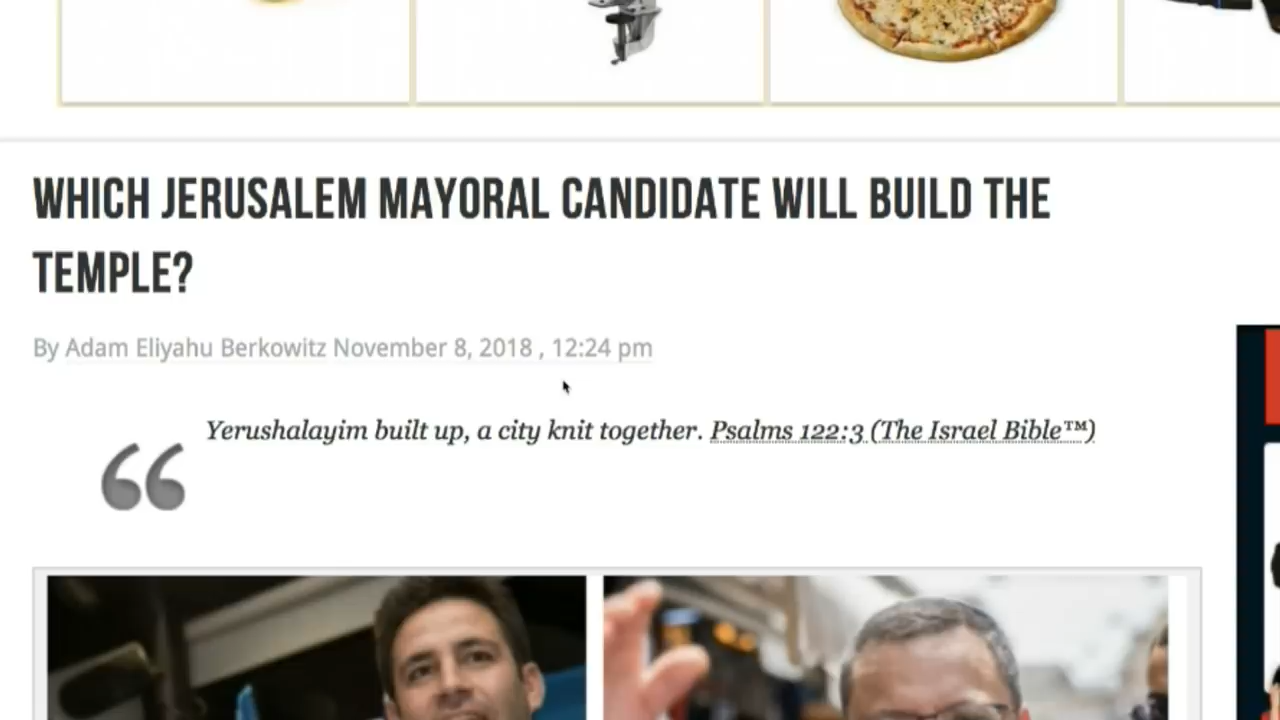 WHICH JERUSALEM MAYORAL CANDIDATE WILL BUILD THE
TEMPLE?
By Adam Eliyahu Berkowitz November 8, 2018 , 12:24 pm
Yerushalayim built up, a city knit together. Psalms 122:3 (The Israel Bible™)